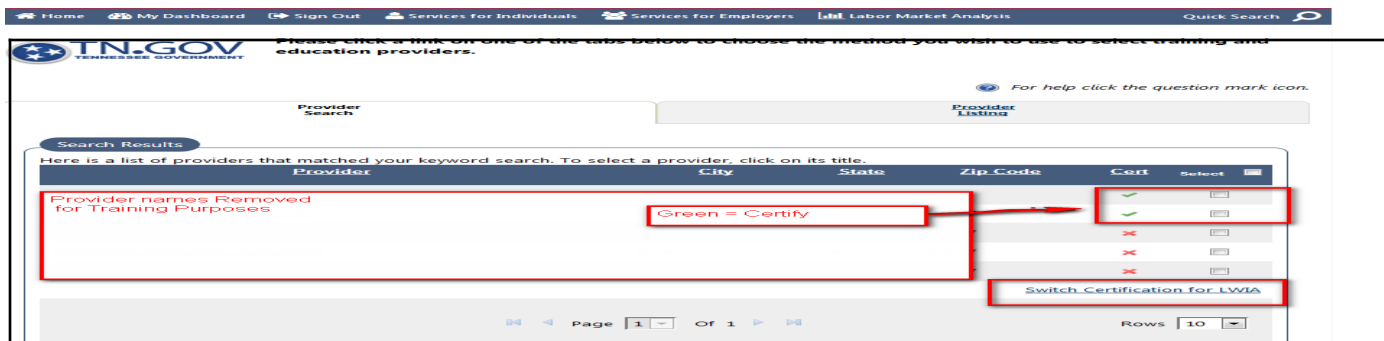 Home My Dashboard Sign Out Services for Individuals Services for Employers Labor Market Analysis Quick Search
TN.GOV
TENNESSEE GOVERNMENT
Please click a link on one of the tabs below to choose the method you wish to use to select training and
education providers.
For help click the question mark icon.
Provider
Search
Provider
Listing
Search Results
Here is a list of providers that matched your keyword search. To select a provider, click on its title.
Provider City State Zip Code Cert Select
Provider names Removed
for Training Purposes
Green = Certify
Switch Certification for LWIA
Page 1 Of 1 Rows 10